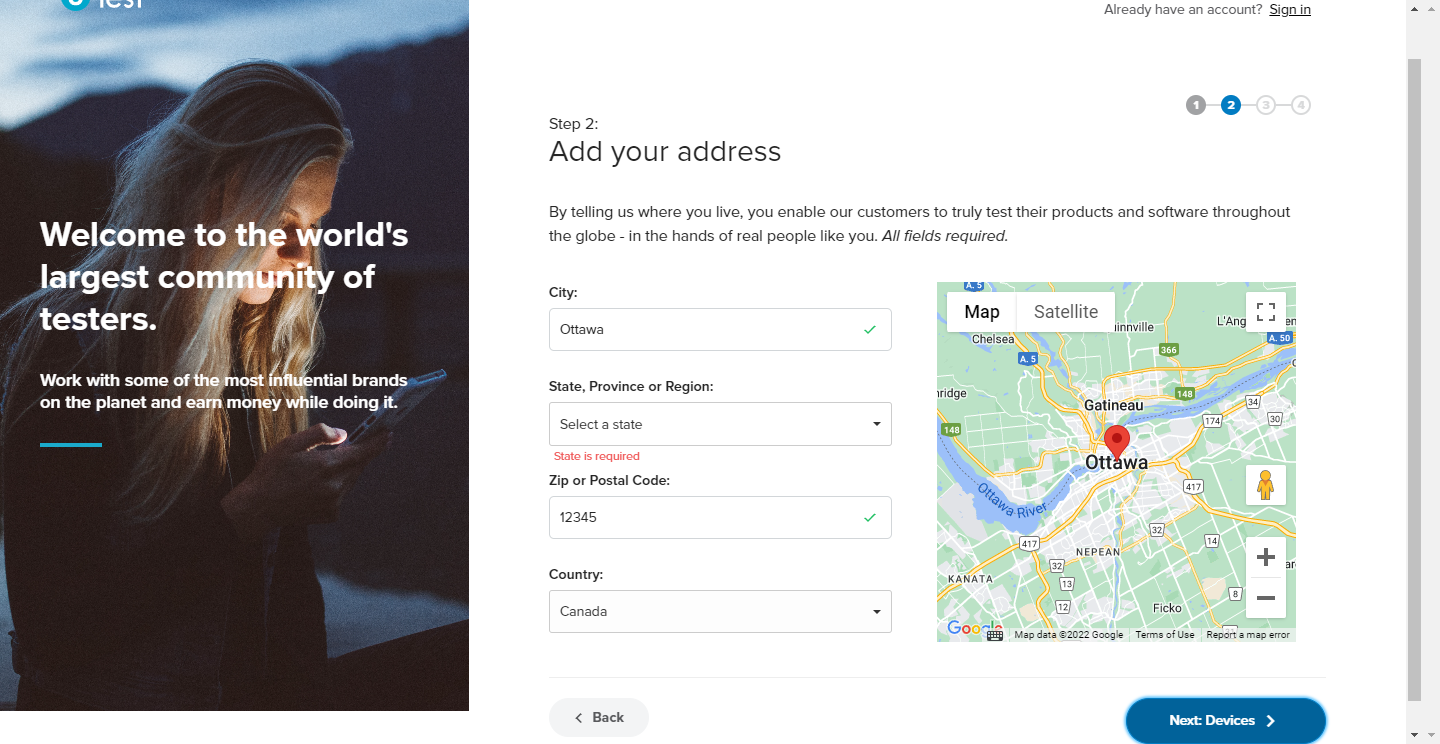 Test
Already have an account? Sign in
1 2 3 4
Step 2:
Add your address
By telling us where you live, you enable our customers to truly test their products and software throughout
the globe - in the hands of real people like you. All fields required.
Welcome to the world's
largest community of
testers.
Work with some of the most influential brands
on the planet and earn money while doing it.
City:
Ottawa
State, Province or Region:
Select a state
State is required
Zip or Postal Code:
12345
Country:
Canada
Map Satellite
A. 5
Chelsea
A. 50
366
A. 5
148
Gatineau
34
174
30
148
Ottawa
417
Ottawa River
32
417
14
NEPEAN
32
KANATA
13
8
12
Ficko
Google
Map data ©2022 Google Terms of Use Report a map error
Back
Next: Devices